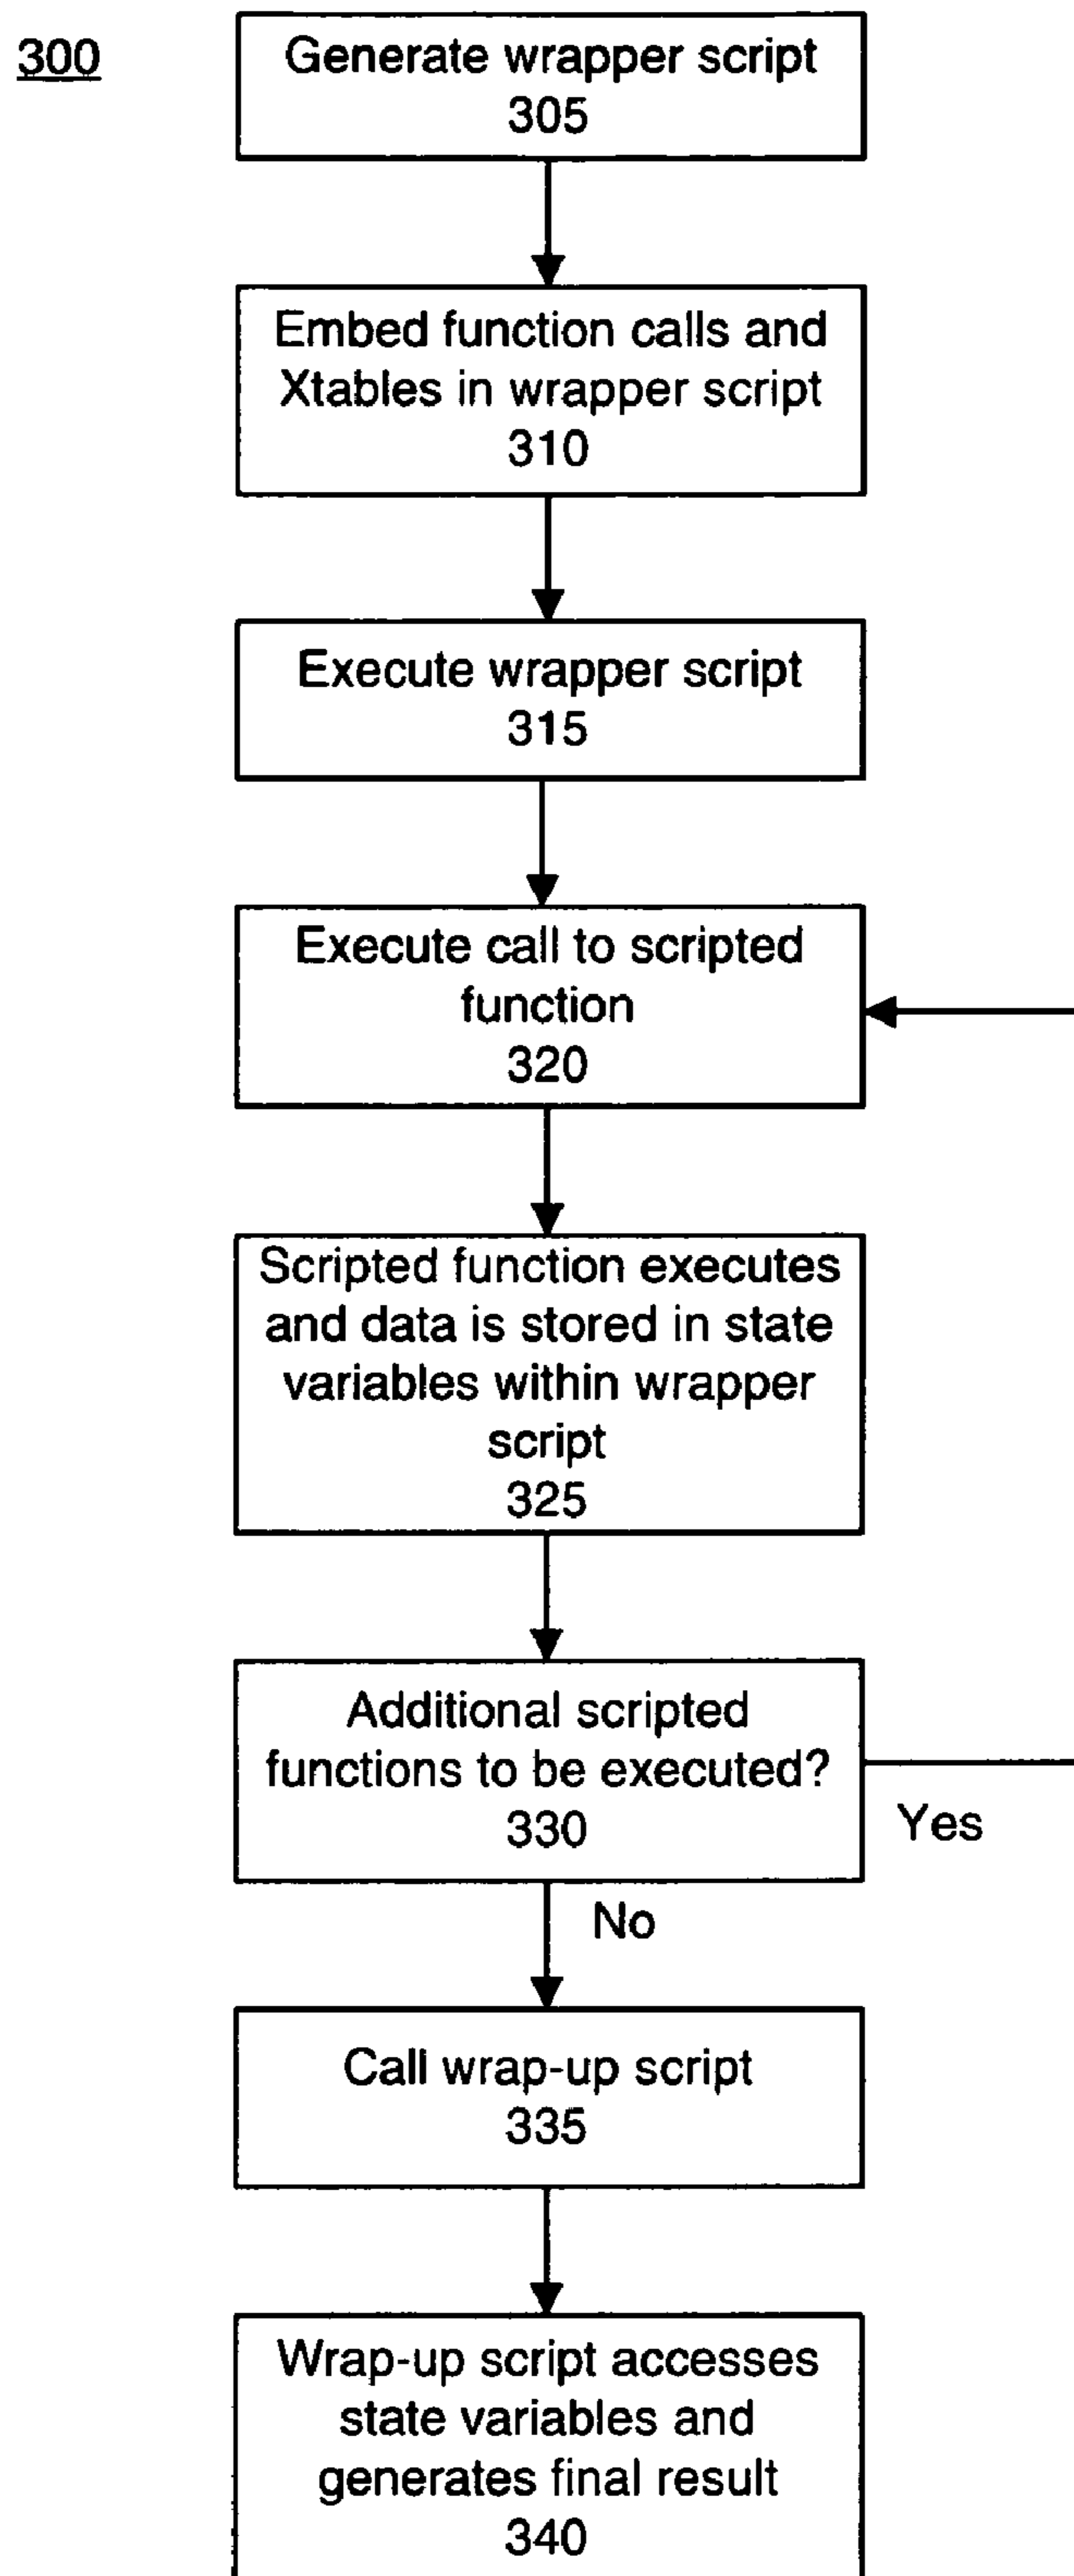 300
Generate wrapper script
305
Embed function calls and
Xtables in wrapper script
310
Execute wrapper script
315
Execute call to scripted
function
320
Scripted function executes
and data is stored in state
variables within wrapper
script
325
Additional scripted
functions to be executed?
330
Yes
No
Call wrap-up script
335
Wrap-up script accesses
state variables and
generates final result
340